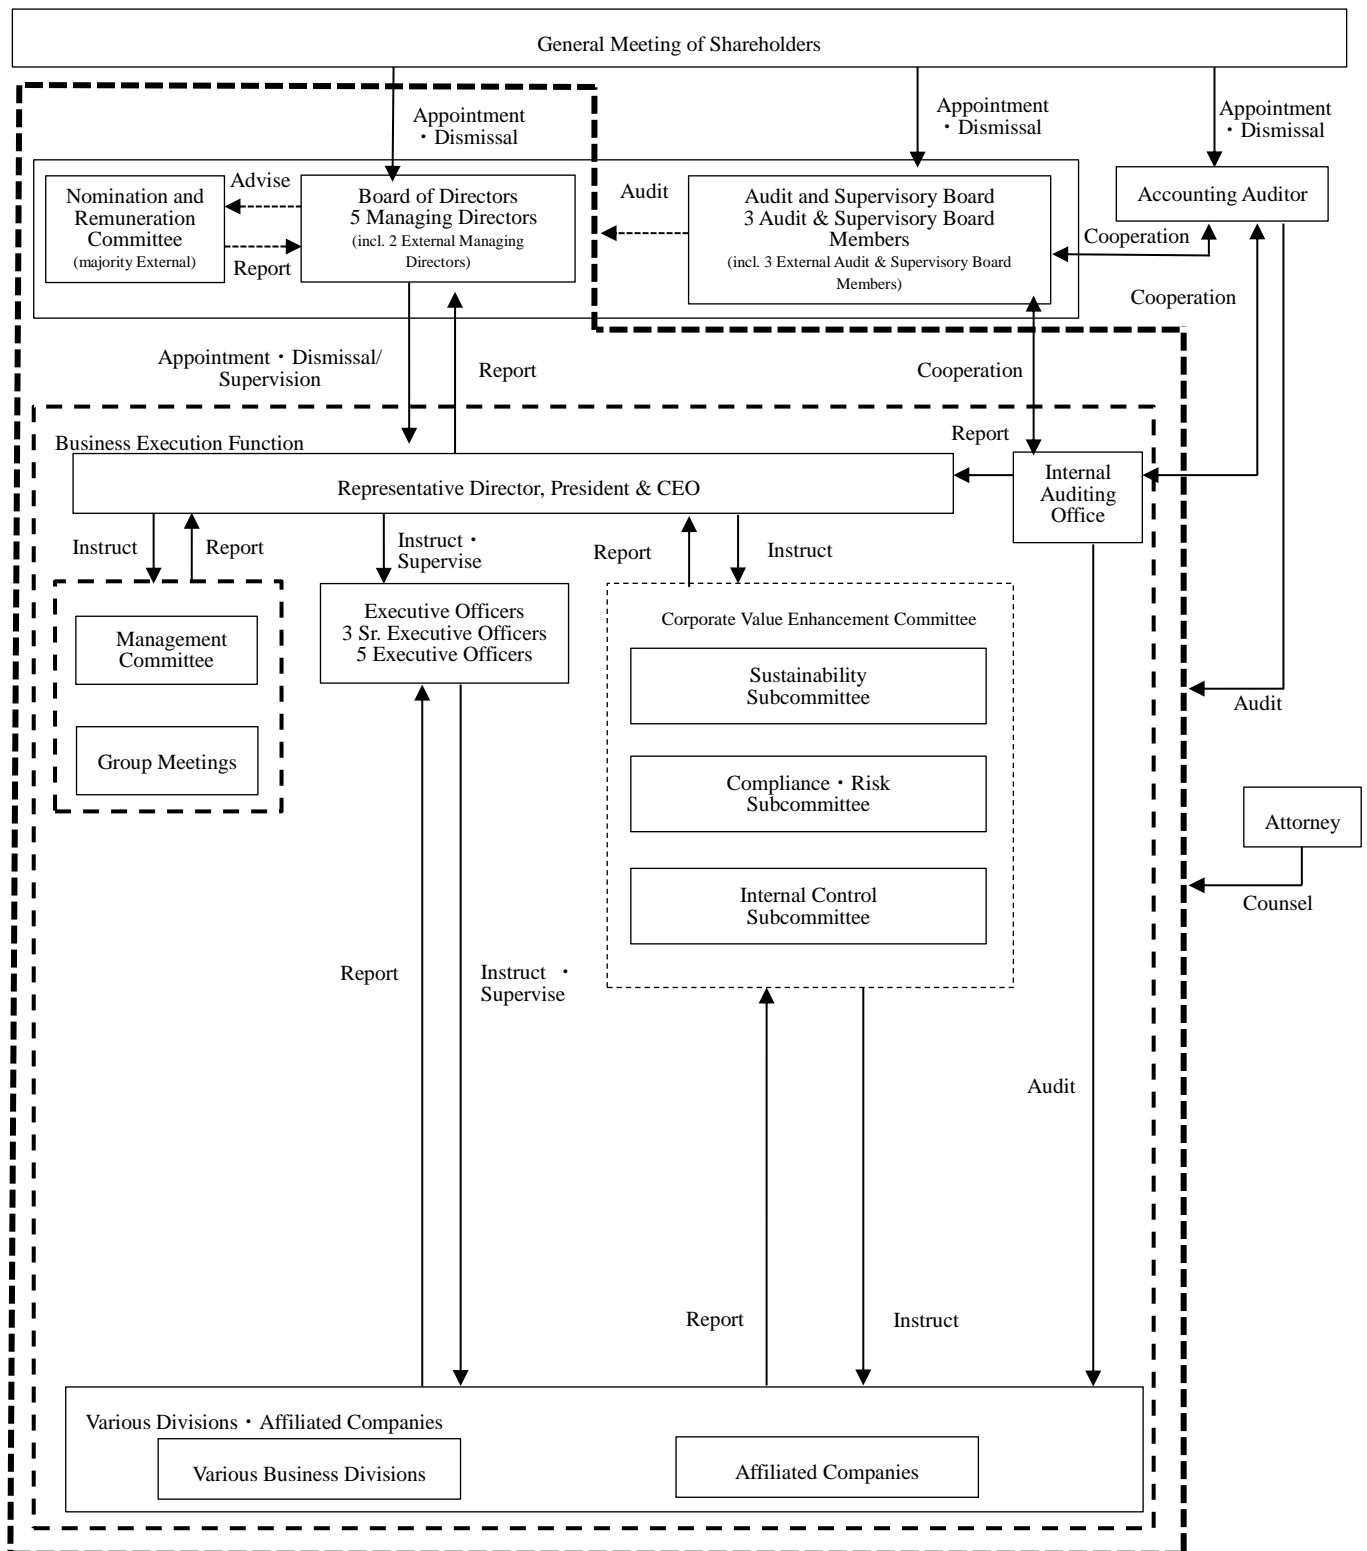 General Meeting of Shareholders
Appointment
・Dismissal
Appointment
・Dismissal
Appointment
・Dismissal
Nomination and
Remuneration
Committee
(majority External)
Advise
Report
Board of Directors
5 Managing Directors
(incl. 2 External Managing
Directors)
Audit
Audit and Supervisory Board
3 Audit & Supervisory Board
Members
(incl. 3 External Audit & Supervisory Board
Members)
Accounting Auditor
Cooperation
Cooperation
Appointment・Dismissal/
Supervision
Report
Cooperation
Business Execution Function
Report
Representative Director, President & CEO
Internal
Auditing
Office
Instruct
Report
Instruct・
Supervise
Report
Instruct
Management
Committee
Group Meetings
Executive Officers
3 Sr. Executive Officers
5 Executive Officers
Corporate Value Enhancement Committee
Sustainability
Subcommittee
Compliance・Risk
Subcommittee
Internal Control
Subcommittee
Audit
Attorney
Counsel
Report
Instruct ・
Supervise
Audit
Report
Instruct
Various Divisions・Affiliated Companies
Various Business Divisions
Affiliated Companies